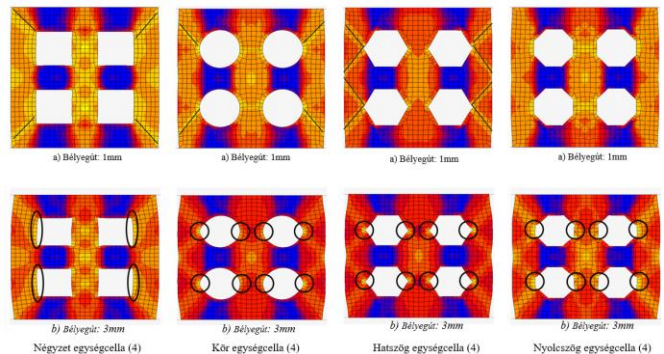 a) Bélyegút: 1mm a) Bélyegút: 1mm a) Bélyegút: 1mm a) Bélyegút: 1mm
b) Bélyegút: 3mm b) Bélyegút: 3mm b) Bélyegút: 3mm b) Bélyegút: 3mm
Négyzet egységcella (4) Kör egységcella (4) Hatszög egységcella (4) Nyolcszög egységcella (4)